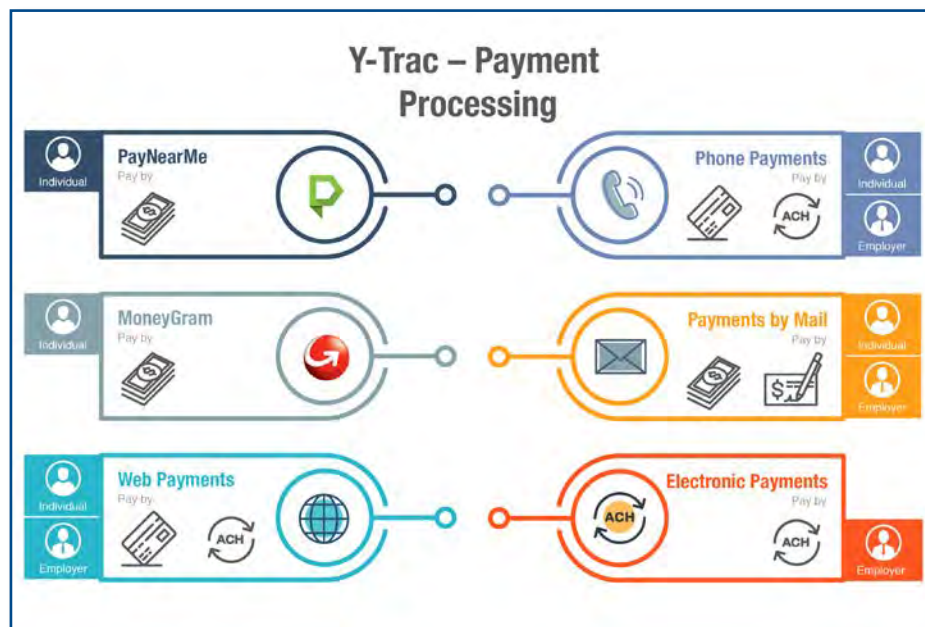 Y-Trac – Payment
Processing
Individual
PayNearMe
Pay by
Phone Payments
Pay by
ACH
Individual
Employer
Individual
MoneyGram
Pay by
Payments by Mail
Pay by
$
Individual
Employer
Individual
Employer
Web Payments
Pay by
ACH
ACH
Electronic Payments
Pay by
ACH
Employer